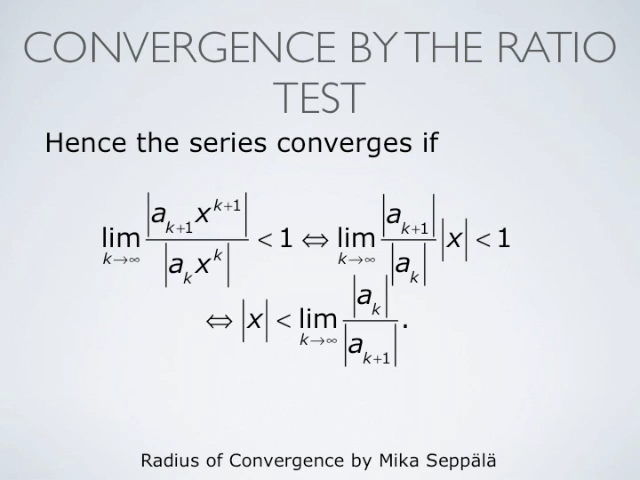 CONVERGENCE BY THE RATIO
TEST
Hence the series converges if
lim_{k→∞} |a_{k+1} x^{k+1}| / |a_k x^k| < 1 ⇔ lim_{k→∞} |a_{k+1}| / |a_k| |x| < 1
⇔ |x| < lim_{k→∞} |a_k| / |a_{k+1}| .
Radius of Convergence by Mika Seppälä